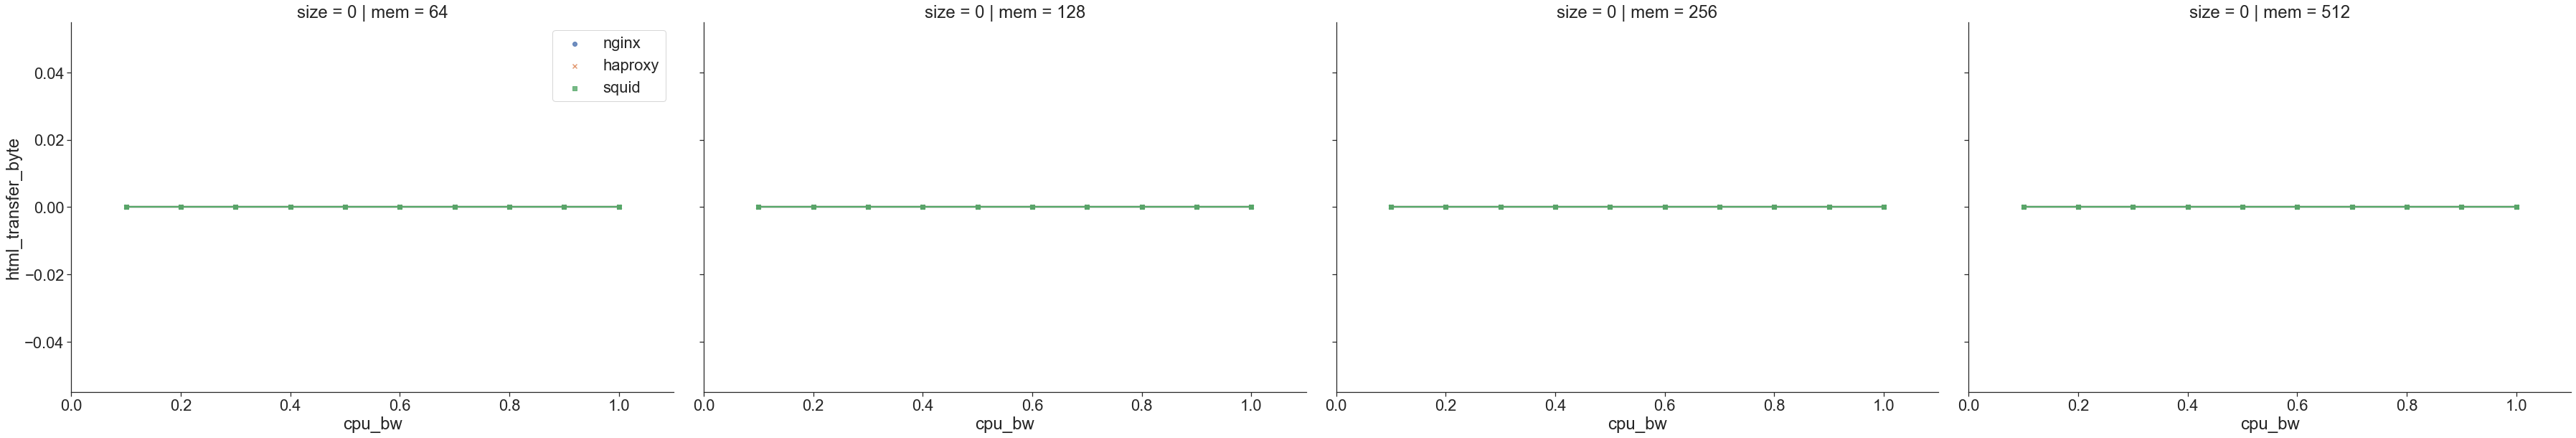 size = 0 | mem = 64
size = 0 | mem = 128
size = 0 | mem = 256
size = 0 | mem = 512
nginx
haproxy
squid
html_transfer_byte
0.04
0.02
0.00
−0.02
−0.04
0.0 0.2 0.4 0.6 0.8 1.0
0.0 0.2 0.4 0.6 0.8 1.0
0.0 0.2 0.4 0.6 0.8 1.0
0.0 0.2 0.4 0.6 0.8 1.0
cpu_bw
cpu_bw
cpu_bw
cpu_bw